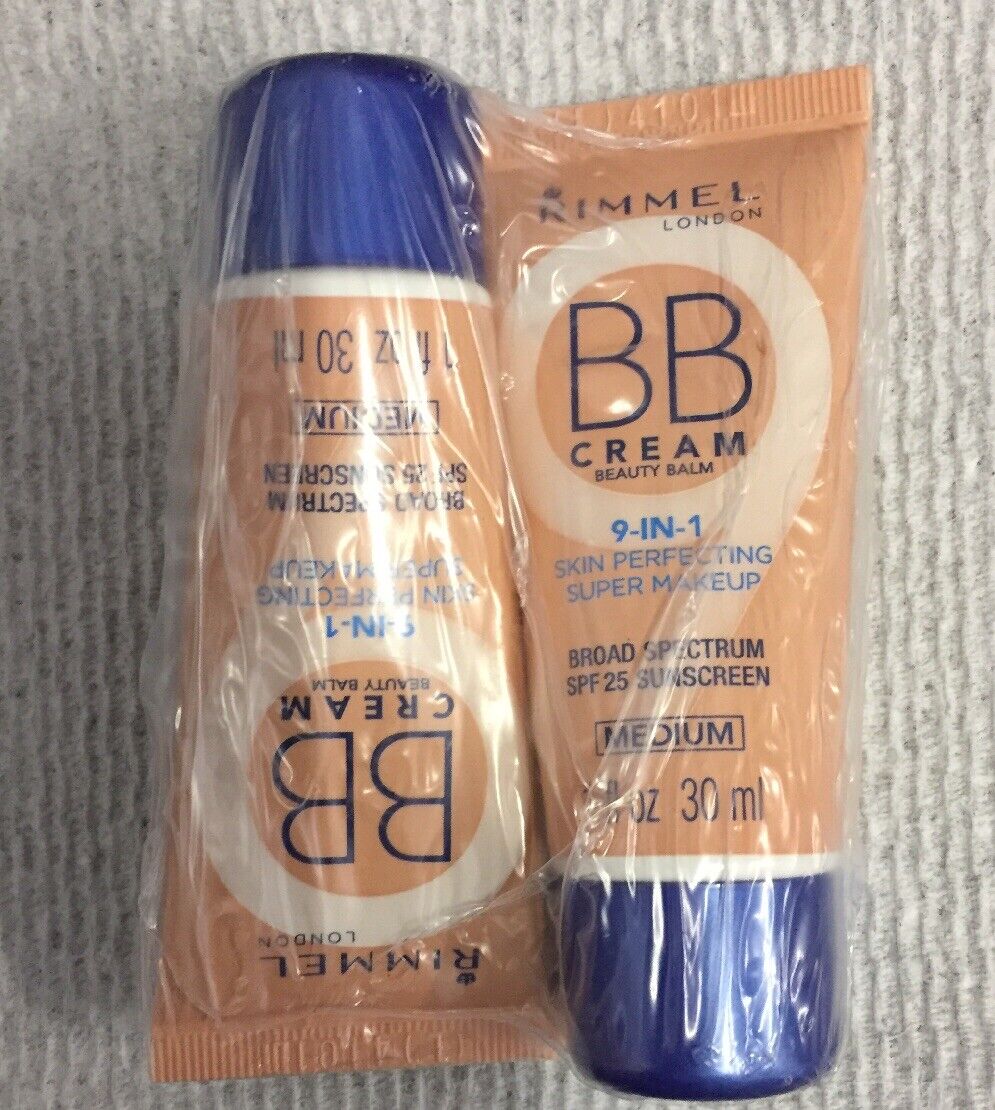 RIMMEL
LONDON
BB
CREAM
BEAUTY BALM
9-IN-1
SKIN PERFECTING
SUPER MAKEUP
BROAD SPECTRUM
SPF 25 SUNSCREEN
MEDIUM
fl oz 30 ml
RIMMEL
LONDON
BB
CREAM
BEAUTY BALM
9-IN-1
SKIN PERFECTING
SUPER MAKEUP
BROAD SPECTRUM
SPF 25 SUNSCREEN
MEDIUM
1 fl oz 30 ml